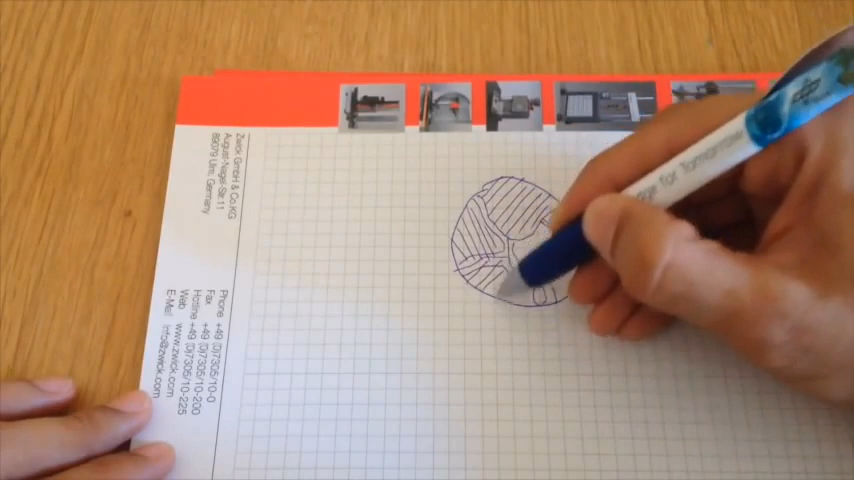 Zwick GmbH & Co.KG
August-Nagel-Str.11
89079 Ulm, Germany
Phone +49 (0)7305/10-0
Fax +49 (0)7305/10-200
Hotline +49 (0)7305/10-225
Web www.zwick.com
E-Mail info@zwick.com
for Tomorrow